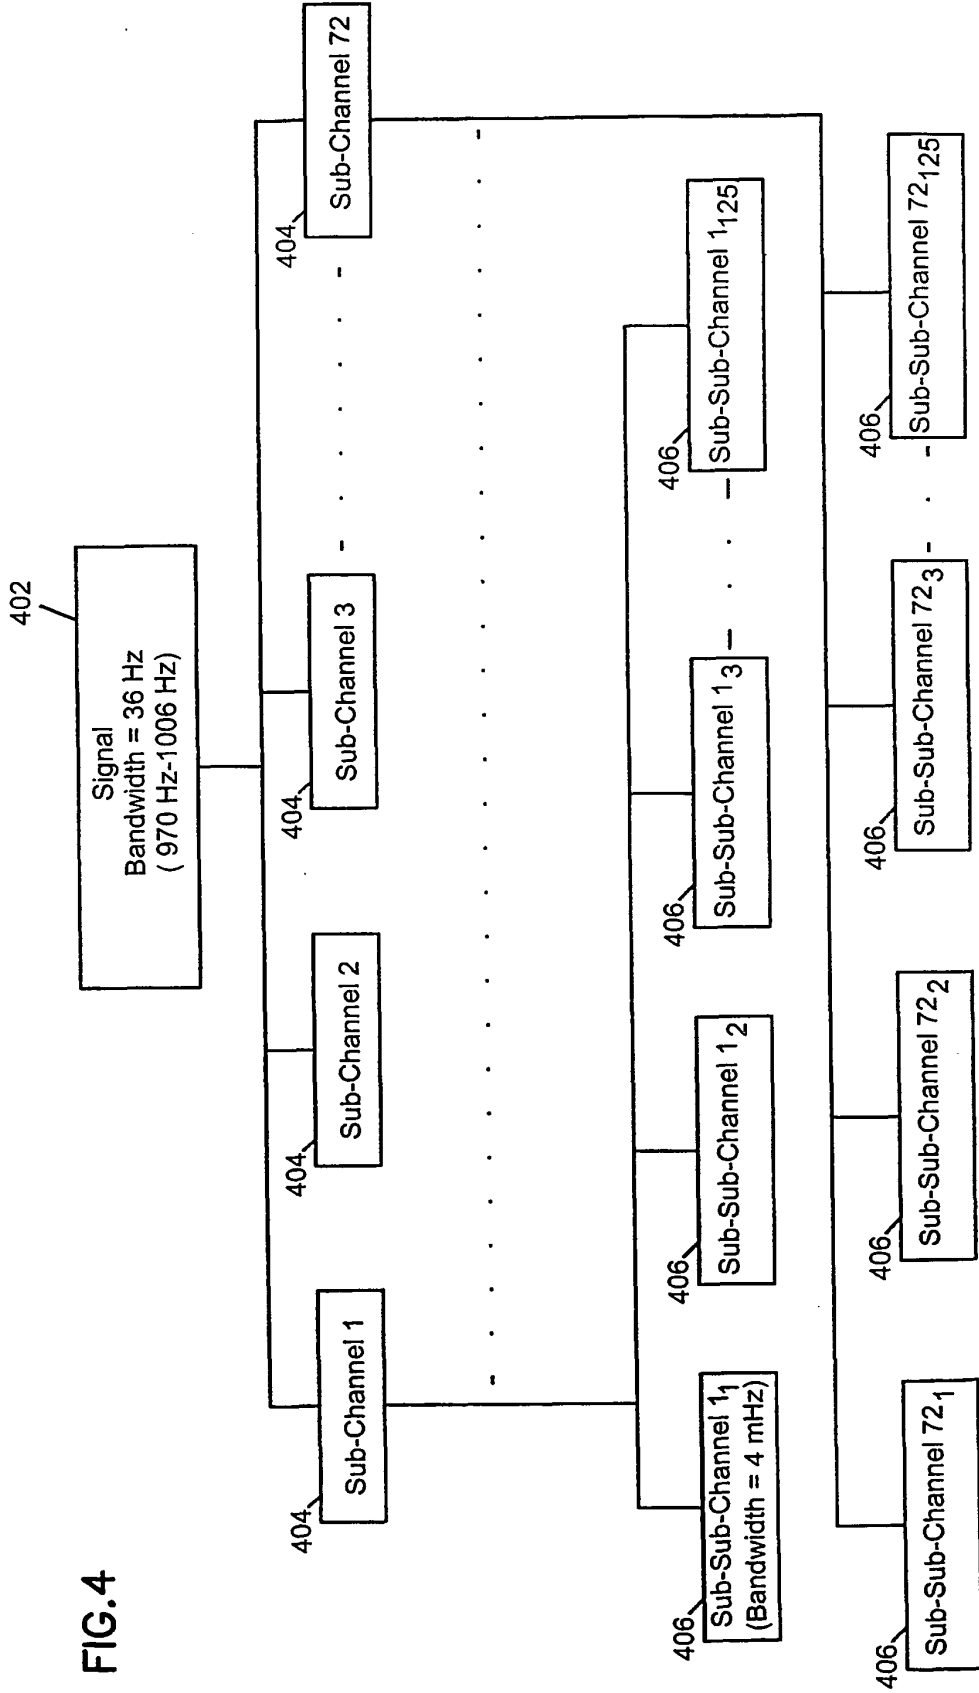 FIG.4
402
Signal
Bandwidth = 36 Hz
( 970 Hz-1006 Hz)
404
Sub-Channel 1
404
Sub-Channel 2
404
Sub-Channel 3
404
Sub-Channel 72
406
Sub-Sub-Channel 1₁
(Bandwidth = 4 mHz)
406
Sub-Sub-Channel 1₂
406
Sub-Sub-Channel 1₃
406
Sub-Sub-Channel 1₁₂₅
406
Sub-Sub-Channel 72₁
406
Sub-Sub-Channel 72₂
406
Sub-Sub-Channel 72₃
406
Sub-Sub-Channel 72₁₂₅